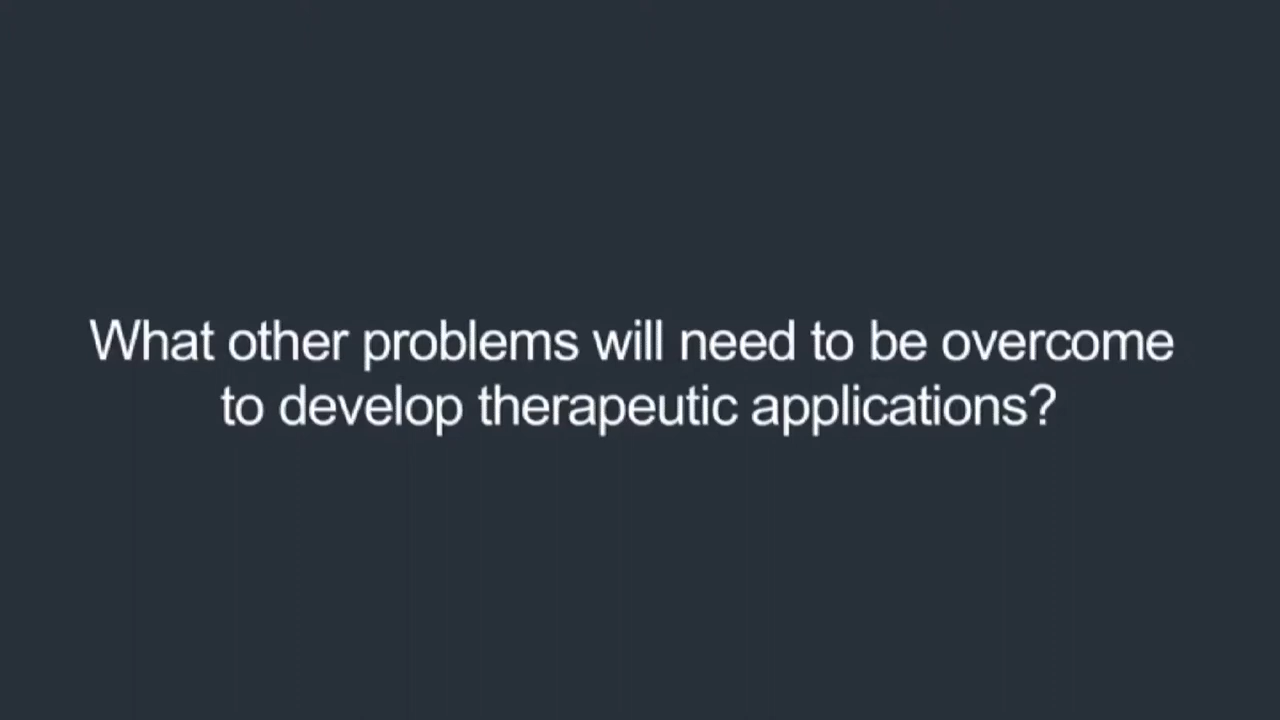 What other problems will need to be overcome
to develop therapeutic applications?